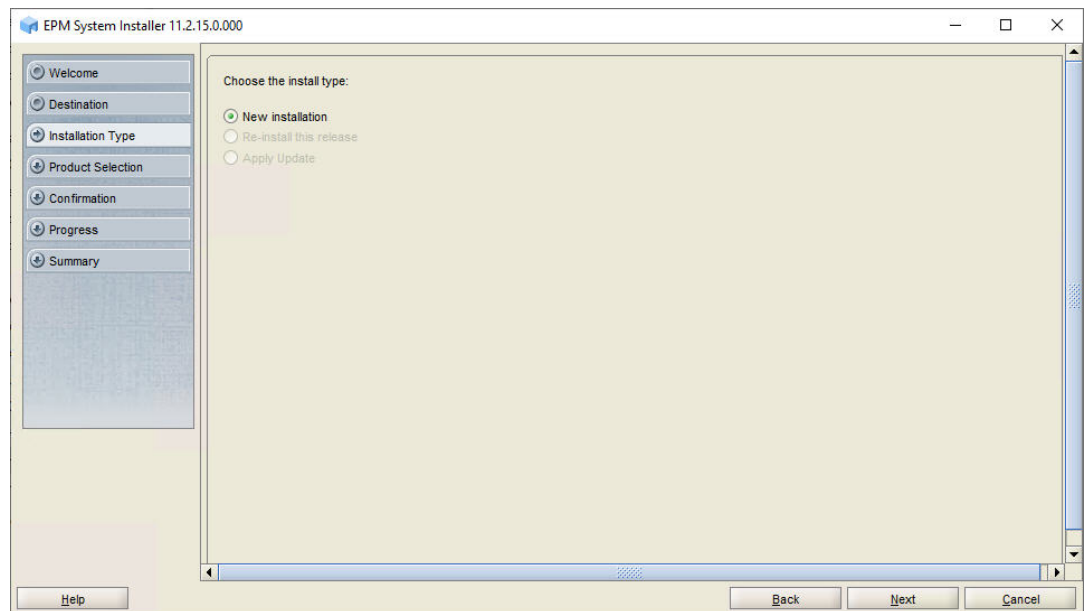 EPM System Installer 11.2.15.0.000
Welcome
Destination
Installation Type
Product Selection
Confirmation
Progress
Summary
Choose the install type:
New installation
Re-install this release
Apply Update
Help
Back
Next
Cancel